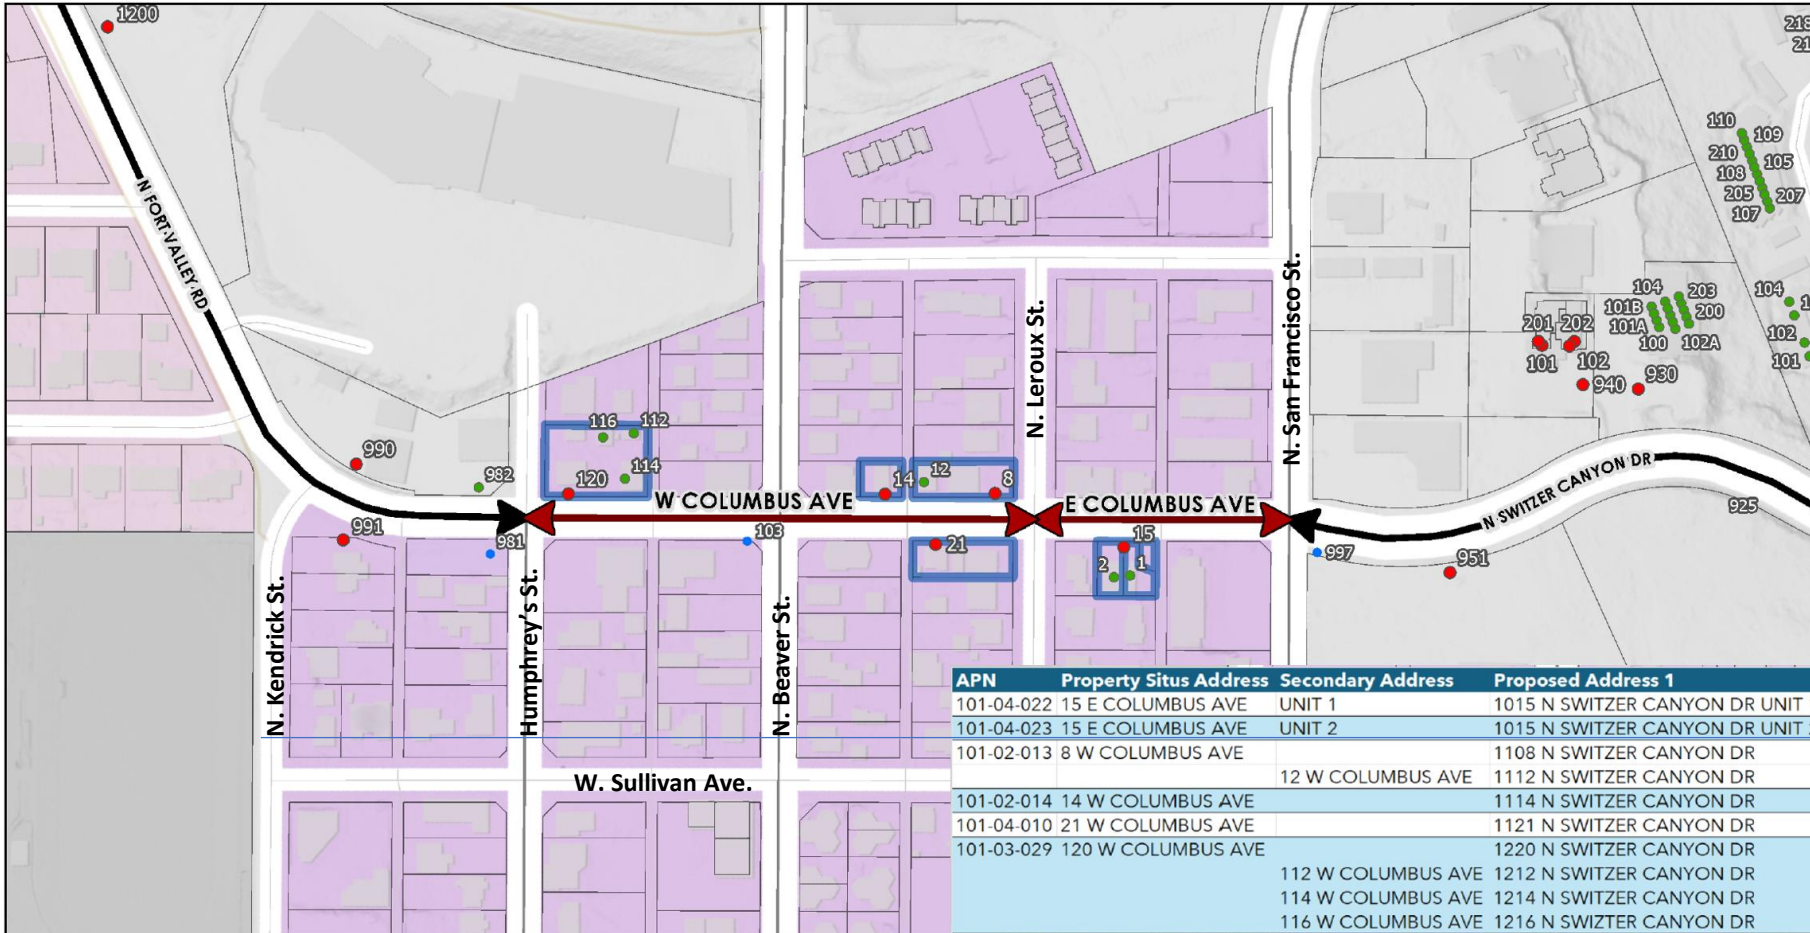 1200
218
21
N FORT VALLEY RD
110
109
210
105
108
205
207
107
N. San Francisco St.
N. Leroux St.
104
203
101B
200
101A
100
102A
104
1
102
101
201
202
101
102
940
930
116
112
990
982
114
120
14
12
8
W COLUMBUS AVE
E COLUMBUS AVE
N SWITZER CANYON DR
925
991
981
103
21
15
2
1
997
951
N. Kendrick St.
Humphrey's St.
N. Beaver St.
W. Sullivan Ave.
APN Property Situs Address Secondary Address Proposed Address 1
101-04-022 15 E COLUMBUS AVE UNIT 1 1015 N SWITZER CANYON DR UNIT
101-04-023 15 E COLUMBUS AVE UNIT 2 1015 N SWITZER CANYON DR UNIT
101-02-013 8 W COLUMBUS AVE 1108 N SWITZER CANYON DR
12 W COLUMBUS AVE 1112 N SWITZER CANYON DR
101-02-014 14 W COLUMBUS AVE 1114 N SWITZER CANYON DR
101-04-010 21 W COLUMBUS AVE 1121 N SWITZER CANYON DR
101-03-029 120 W COLUMBUS AVE 1220 N SWITZER CANYON DR
112 W COLUMBUS AVE 1212 N SWITZER CANYON DR
114 W COLUMBUS AVE 1214 N SWITZER CANYON DR
116 W COLUMBUS AVE 1216 N SWIZTER CANYON DR